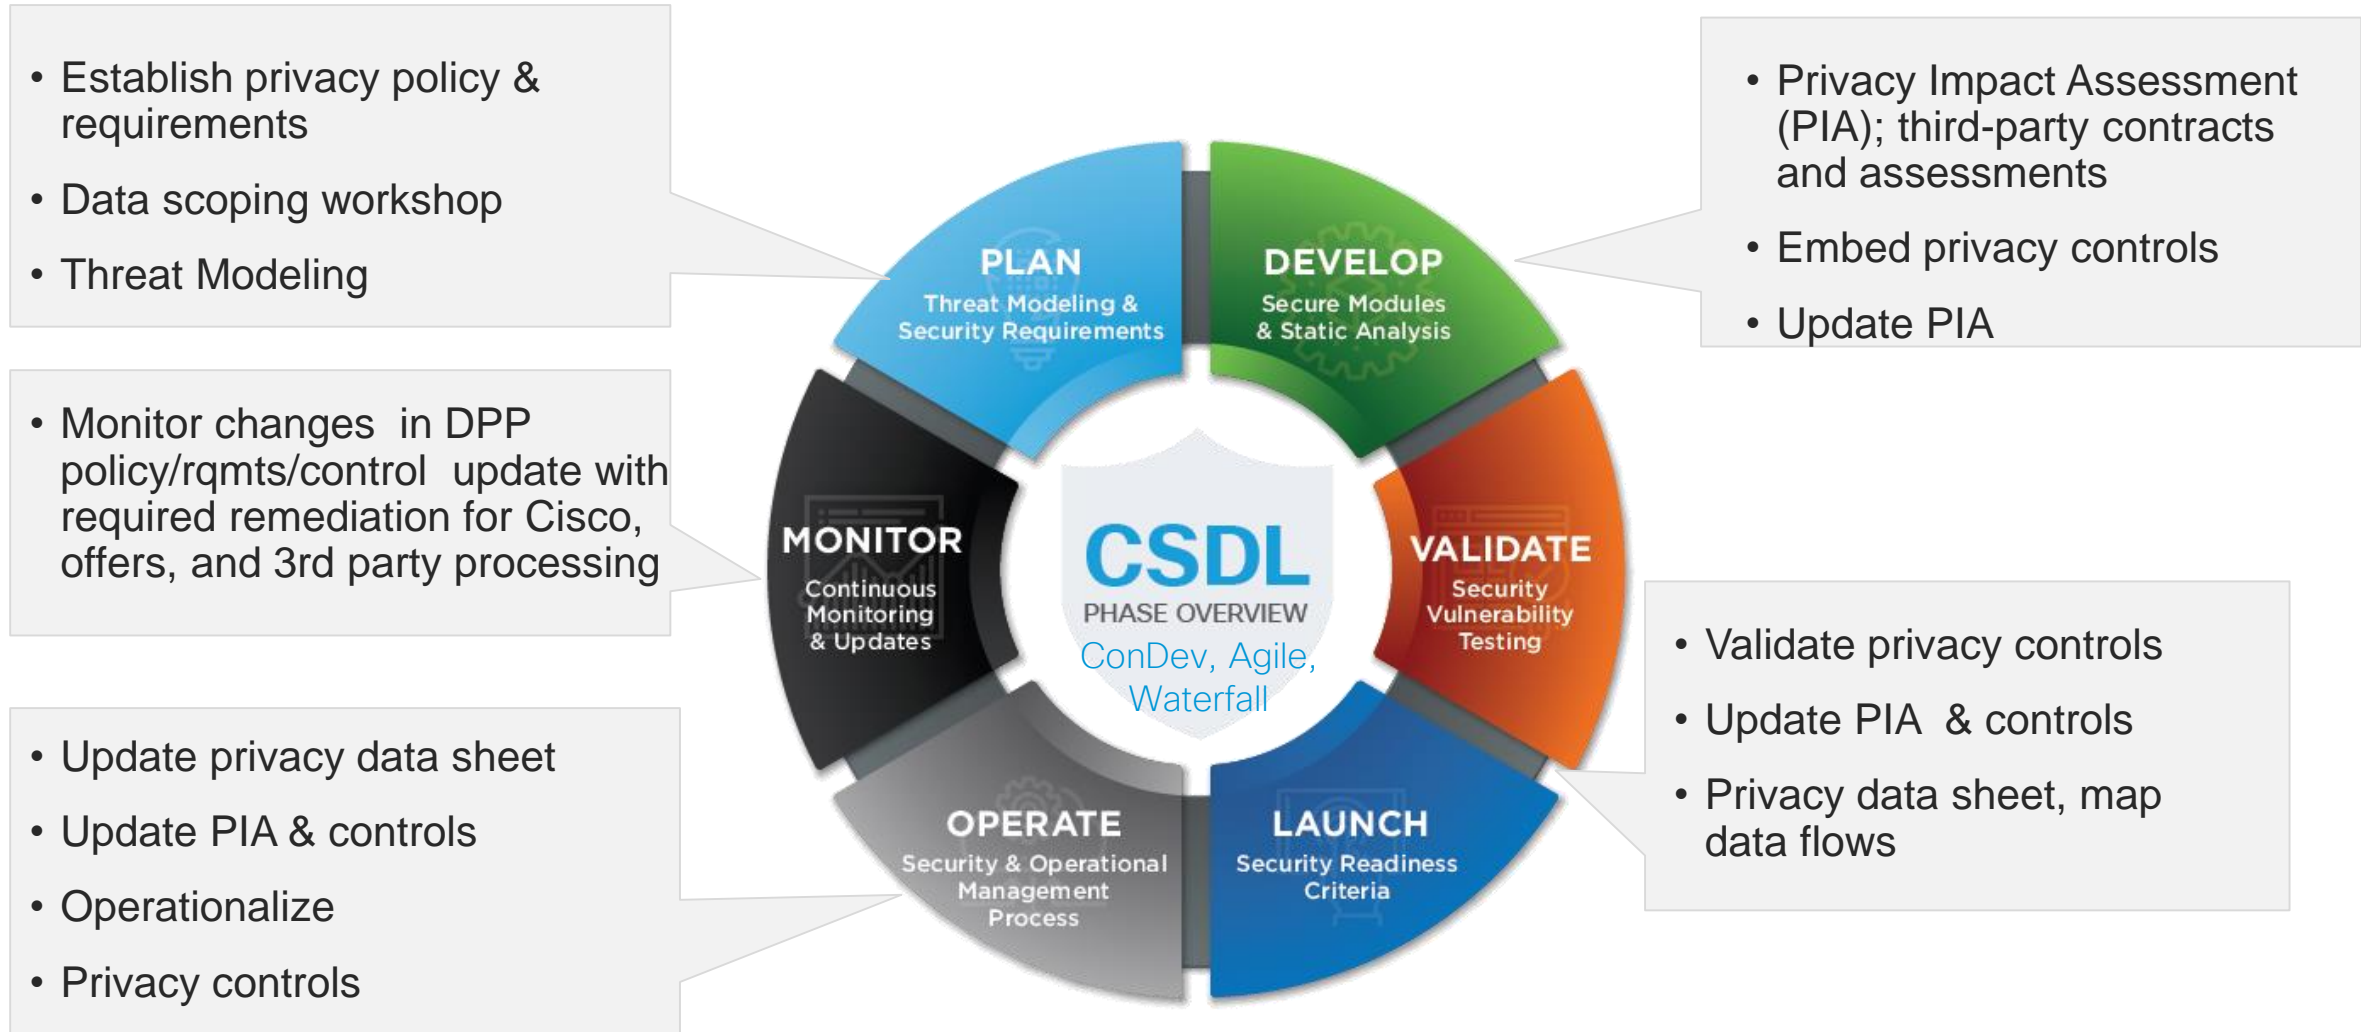 • Establish privacy policy &
requirements
• Data scoping workshop
• Threat Modeling
• Privacy Impact Assessment
(PIA); third-party contracts
and assessments
• Embed privacy controls
• Update PIA
PLAN
Threat Modeling &
Security Requirements
DEVELOP
Secure Modules
& Static Analysis
• Monitor changes in DPP
policy/rqmts/control update with
required remediation for Cisco,
offers, and 3rd party processing
MONITOR
Continuous
Monitoring
& Updates
CSDL
PHASE OVERVIEW
ConDev, Agile,
Waterfall
VALIDATE
Security
Vulnerability
Testing
• Validate privacy controls
• Update PIA & controls
• Privacy data sheet, map
data flows
• Update privacy data sheet
• Update PIA & controls
• Operationalize
• Privacy controls
OPERATE
Security & Operational
Management
Process
LAUNCH
Security Readiness
Criteria